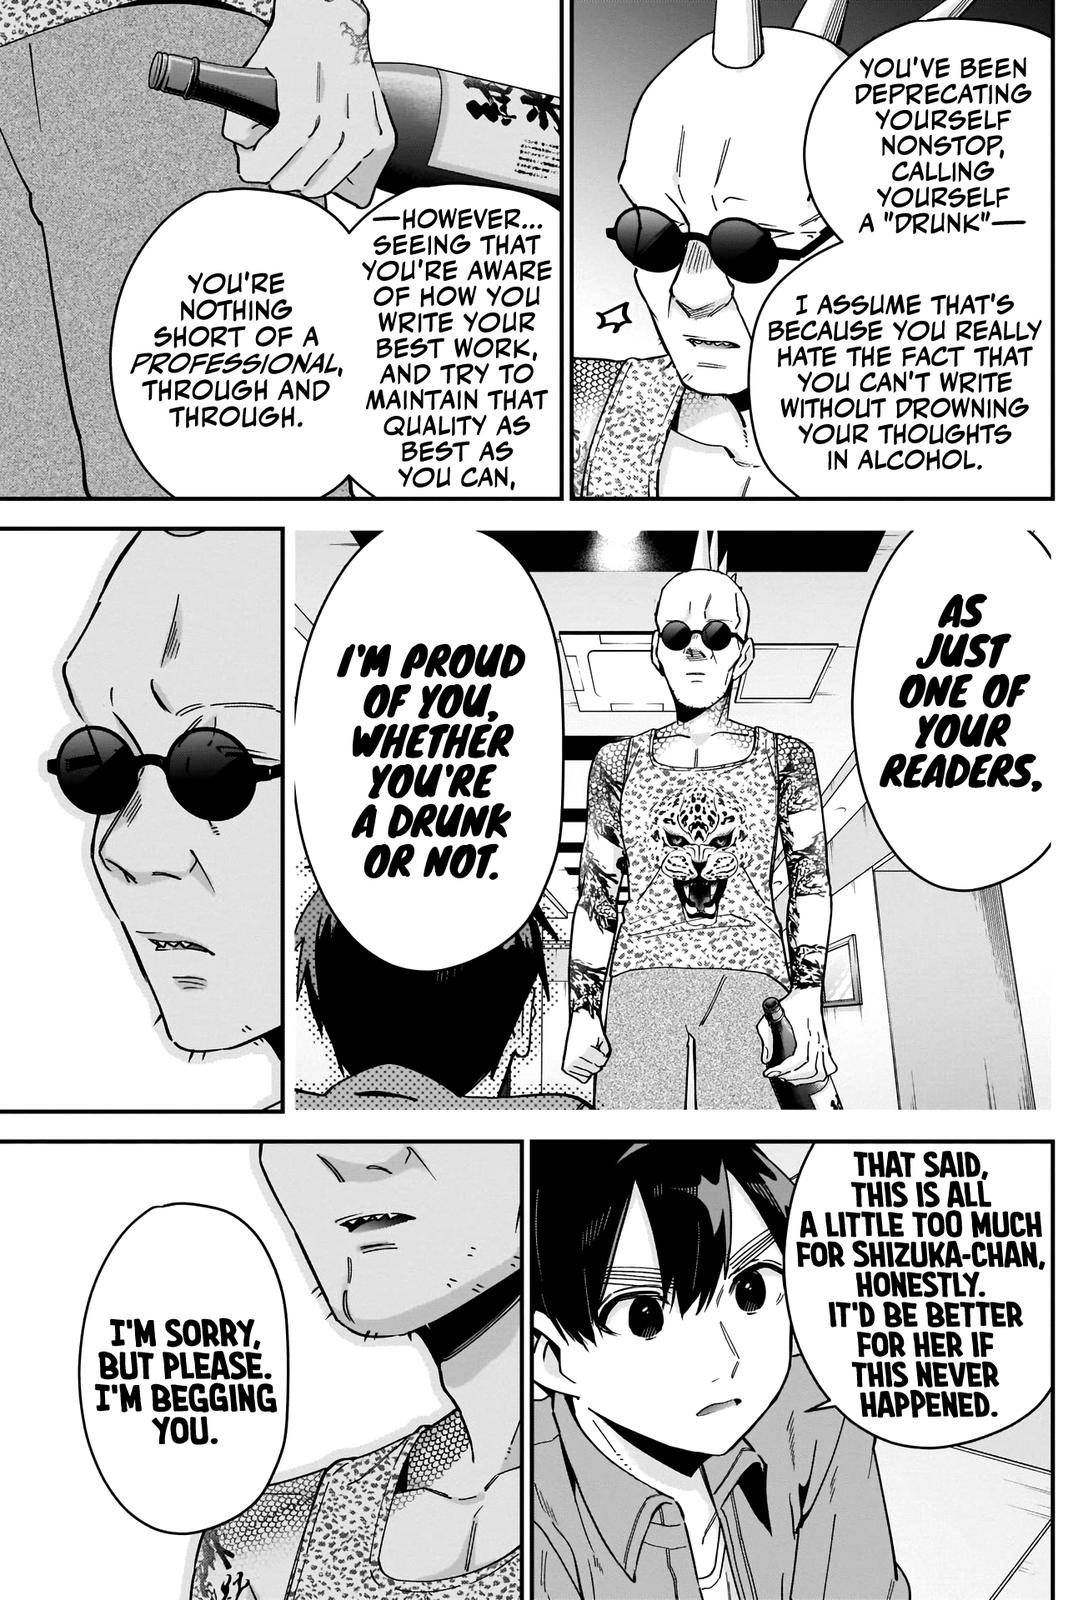 YOU'VE BEEN
DEPRECATING
YOURSELF
NONSTOP,
CALLING
YOURSELF
A "DRUNK"—
I ASSUME THAT'S
BECAUSE YOU REALLY
HATE THE FACT THAT
YOU CAN'T WRITE
WITHOUT DROWNING
YOUR THOUGHTS
IN ALCOHOL.
—HOWEVER...
SEEING THAT
YOU'RE AWARE
OF HOW YOU
WRITE YOUR
BEST WORK,
AND TRY TO
MAINTAIN THAT
QUALITY AS
BEST AS
YOU CAN,
YOU'RE
NOTHING
SHORT OF A
PROFESSIONAL,
THROUGH AND
THROUGH.
AS
JUST
ONE OF
YOUR
READERS,
I'M PROUD
OF YOU,
WHETHER
YOU'RE
A DRUNK
OR NOT.
THAT SAID,
THIS IS ALL
A LITTLE TOO MUCH
FOR SHIZUKA-CHAN,
HONESTLY.
IT'D BE BETTER
FOR HER IF
THIS NEVER
HAPPENED.
I'M SORRY,
BUT PLEASE.
I'M BEGGING
YOU.